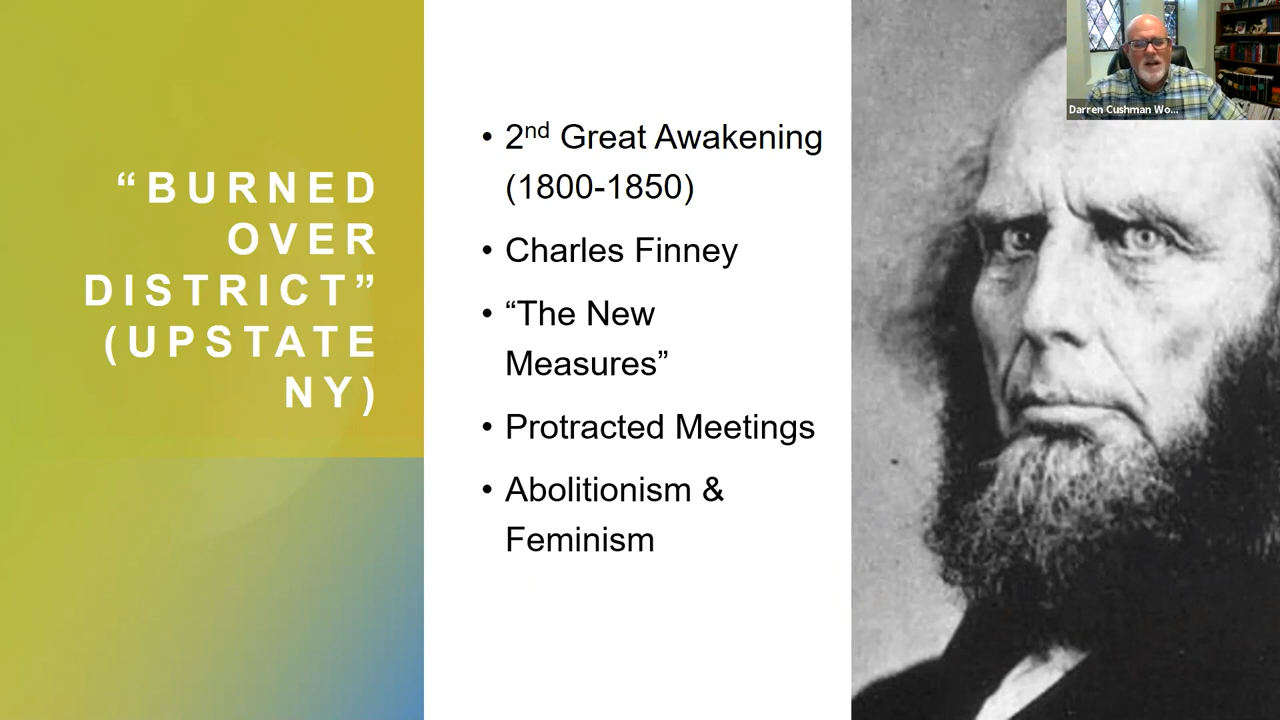 “BURNED
OVER
DISTRICT”
(UPSTATE
NY)
• 2nd Great Awakening
(1800-1850)
• Charles Finney
• “The New
Measures”
• Protracted Meetings
• Abolitionism &
Feminism
Darren Cushman Wo...